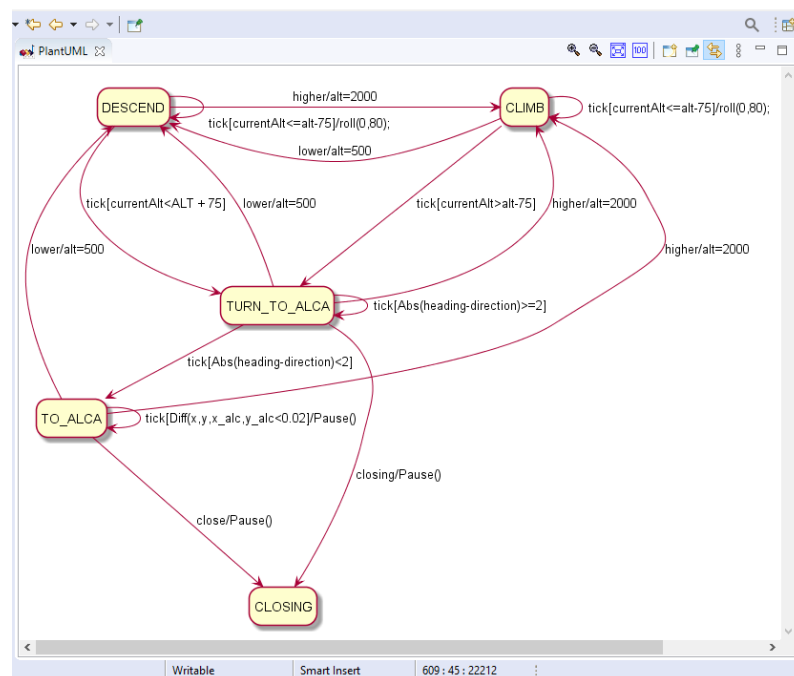 PlantUML
100
DESCEND
higher/alt=2000
CLIMB
tick[currentAlt<=alt-75]/roll(0,80);
tick[currentAlt<=alt-75]/roll(0,80);
lower/alt=500
tick[currentAlt<ALT + 75]
lower/alt=500
tick[currentAlt>alt-75]
higher/alt=2000
lower/alt=500
higher/alt=2000
TURN_TO_ALCA
tick[Abs(heading-direction)>=2]
tick[Abs(heading-direction)<2]
TO_ALCA
tick[Diff(x,y,x_alc,y_alc<0.02]/Pause()
closing/Pause()
close/Pause()
CLOSING
Writable
Smart Insert
609 : 45 : 22212